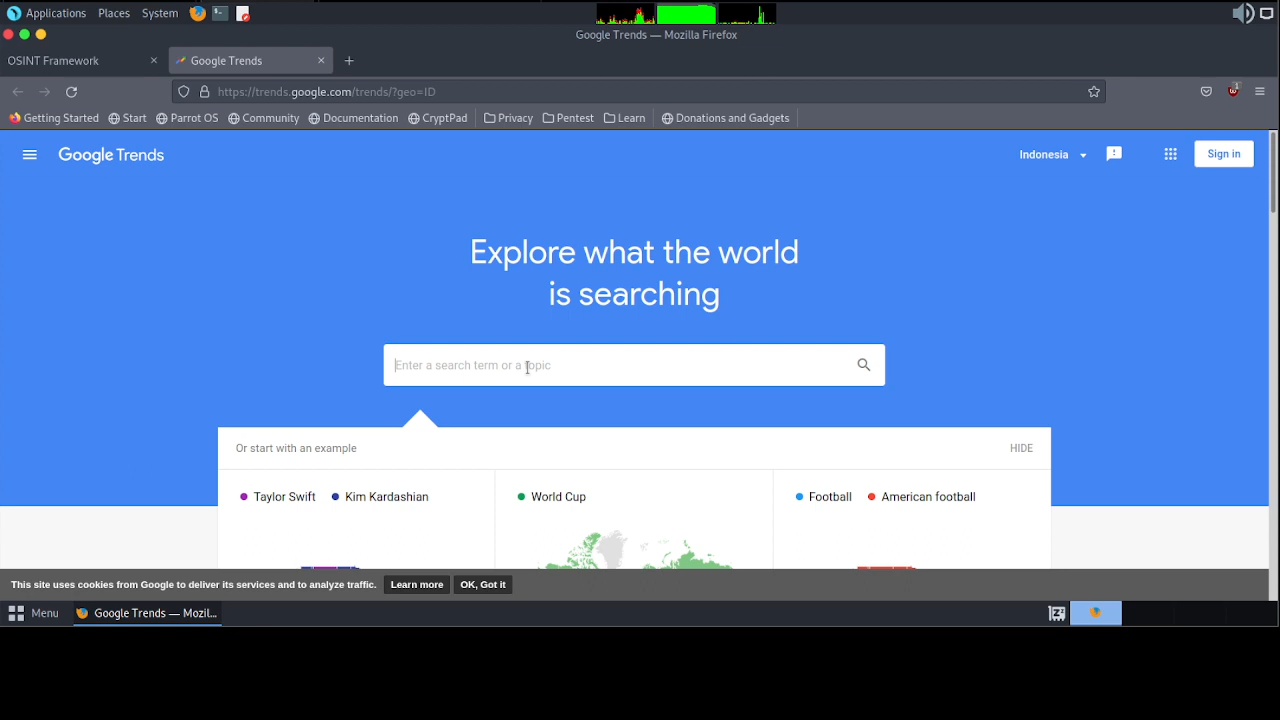 Applications Places System
Google Trends — Mozilla Firefox
OSINT Framework × Google Trends × +
https://trends.google.com/trends/?geo=ID
Getting Started Start Parrot OS Community Documentation CryptPad Privacy Pentest Learn Donations and Gadgets
Google Trends Indonesia Sign in
Explore what the world
is searching
Enter a search term or a topic
Or start with an example HIDE
Taylor Swift Kim Kardashian World Cup Football American football
This site uses cookies from Google to deliver its services and to analyze traffic. Learn more OK, Got it
Menu Google Trends — Mozil...